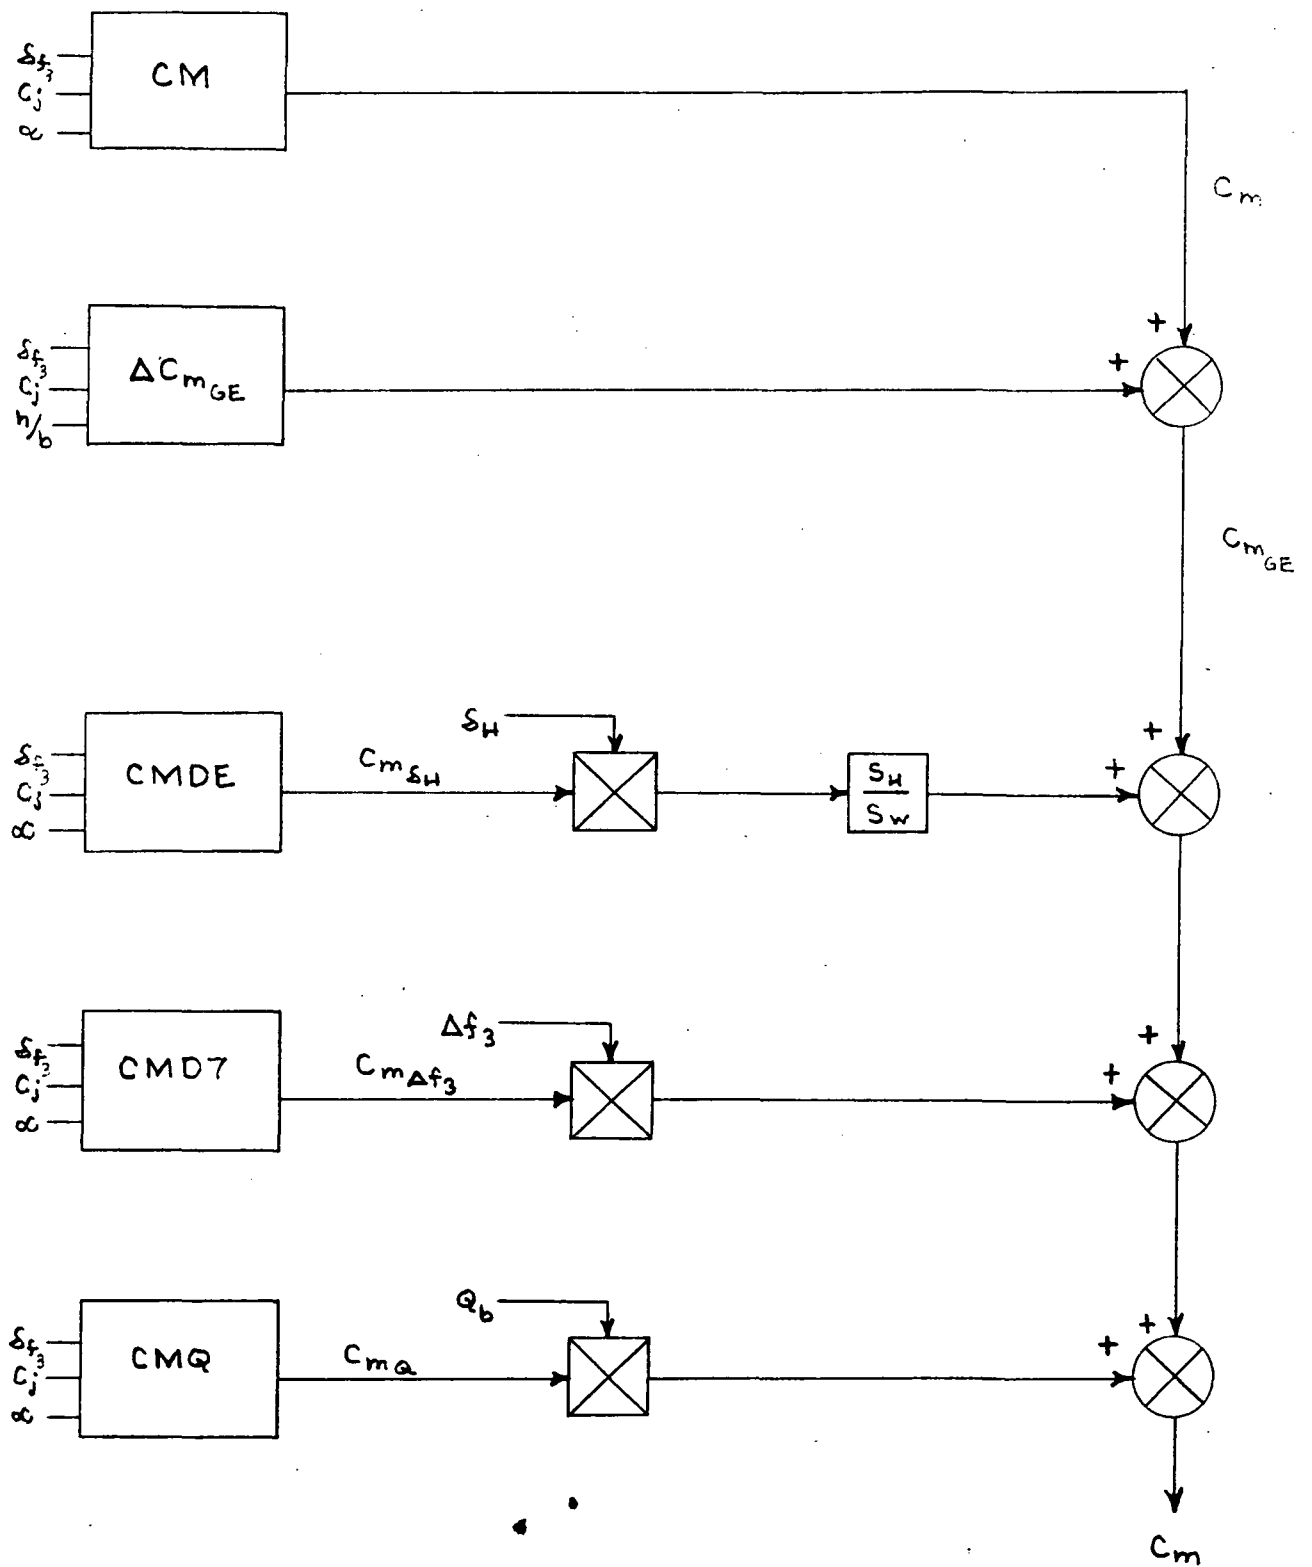 δf3
Cj
α
CM
Cm
+
δf3
Cj
h/b
ΔCmGE
+
CmGE
δf3
Cj
α
CMDE
CmδH
δH
SH
SW
+
+
δf3
Cj
α
CMD7
CmΔf3
Δf3
+
+
δf3
Cj
α
CMQ
CmQ
Qb
+
+
Cm